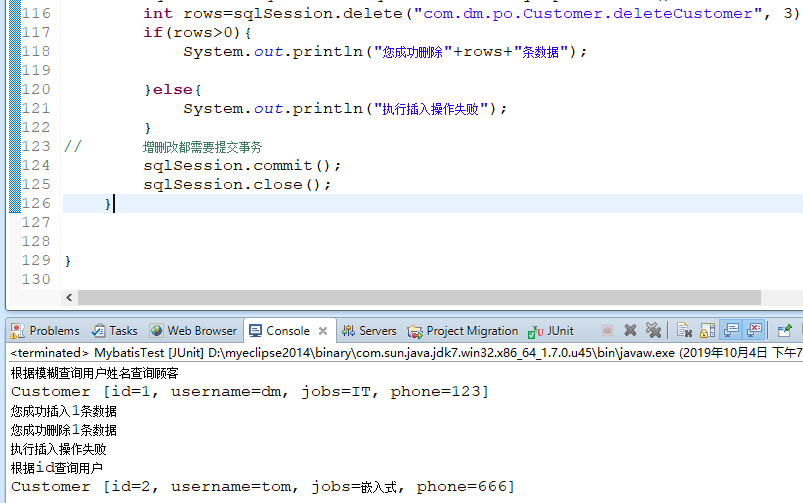 116 int rows=sqlSession.delete("com.dm.po.Customer.deleteCustomer", 3)
117 if(rows>0){
118 System.out.println("您成功删除"+rows+"条数据");
119
120 }else{
121 System.out.println("执行插入操作失败");
122 }
123 // 增删改都需要提交事务
124 sqlSession.commit();
125 sqlSession.close();
126 }
127
128
129 }
130
Problems Tasks Web Browser Console Servers Project Migration JUnit
<terminated> MybatisTest [JUnit] D:\myeclipse2014\binary\com.sun.java.jdk7.win32.x86_64_1.7.0.u45\bin\javaw.exe (2019年10月4日 下午7
根据模糊查询用户姓名查询顾客
Customer [id=1, username=dm, jobs=IT, phone=123]
您成功插入1条数据
您成功删除1条数据
执行插入操作失败
根据id查询用户
Customer [id=2, username=tom, jobs=嵌入式, phone=666]